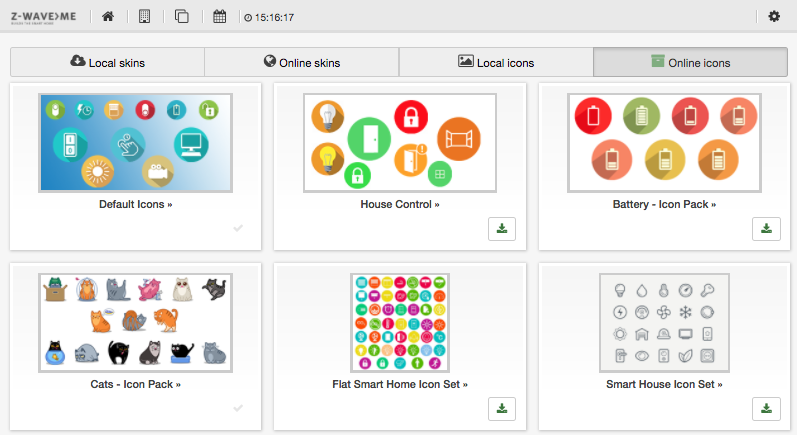 Z-WAVE>ME
15:16:17
Local skins
Online skins
Local icons
Online icons
Default Icons »
House Control »
Battery - Icon Pack »
Cats - Icon Pack »
Flat Smart Home Icon Set »
Smart House Icon Set »